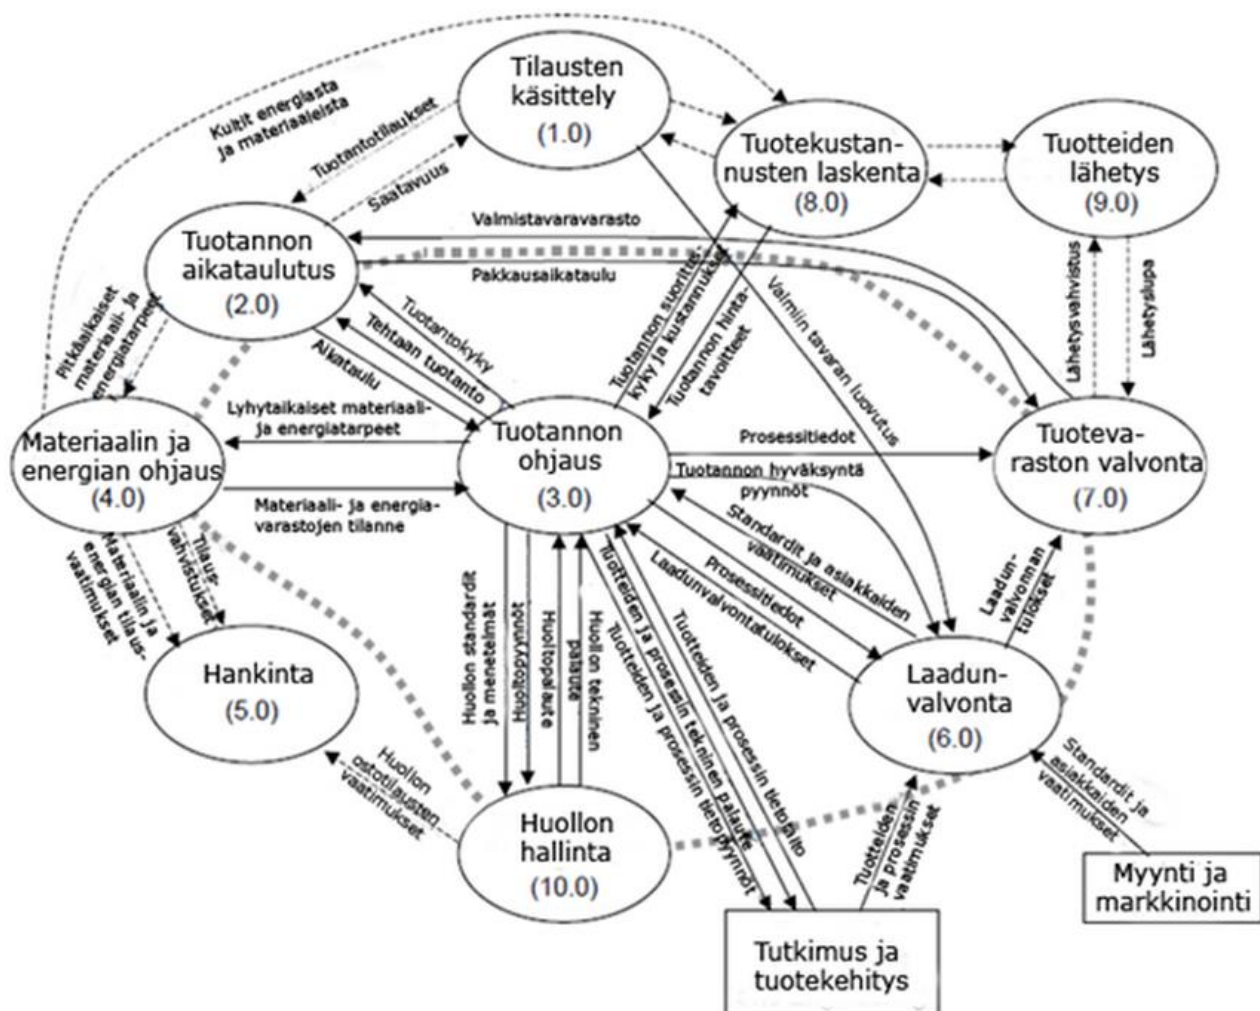 Tilausten
käsittely
(1.0)
Kuitit energiasta
ja materiaaleista
Tuotantotilaukset
Saatavuus
Tuotekustan-
nusten laskenta
(8.0)
Tuotteiden
lähetys
(9.0)
Valmistavaravarasto
Tuotannon
aikataulutus
(2.0)
Pakkausaikataulu
Lähetysvahvistus
Lähetyslupa
Pitkäaikaiset
materiaali- ja
energiatarpeet
Tuotantokyky
Tehtaan tuotanto
Aikataulu
Tuotannon suoritus-
kyky ja kustannukset
Tuotannon hinta-
tavoitteet
Valmiin tavaran luovutus
Lyhytaikaiset materiaali-
ja energiatarpeet
Materiaalin ja
energian ohjaus
(4.0)
Tuotannon
ohjaus
(3.0)
Prosessitiedot
Tuoteva-
raston valvonta
(7.0)
Tuotannon hyväksyntä
pyynnöt
Materiaali- ja energia-
varastojen tilanne
Standardit ja asiakkaiden
vaatimukset
Prosessitiedot
Laadunvalvontatulokset
Laadun-
valvonnan
tulokset
Tilaus-
vahvistukset
Materiaalin ja
energian tilaus-
vaatimukset
Huollon standardit
ja menetelmät
Huoltopyynnöt
Huoltopalaute
Huollon tekninen
palaute
Tuotteiden ja prosessin tekninen palaute
Tuotteiden ja prosessin tietopyynnöt
Tuotteiden ja prosessin tietotaito
Hankinta
(5.0)
Laadun-
valvonta
(6.0)
Huollon
ostotilausten
vaatimukset
Huollon
hallinta
(10.0)
Tuotteiden
ja prosessin
vaatimukset
Standardit ja
asiakkaiden
vaatimukset
Myynti ja
markkinointi
Tutkimus ja
tuotekehitys